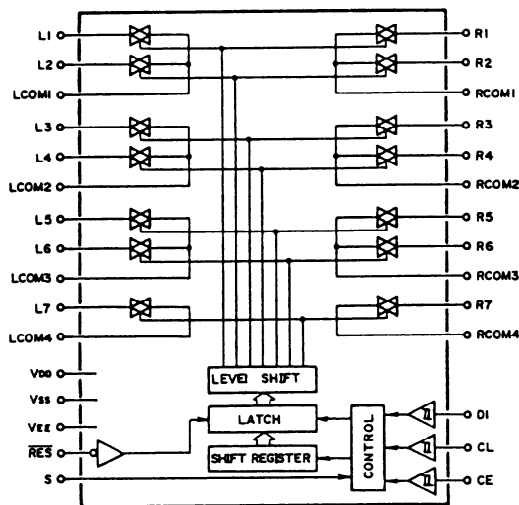 L1
R1
L2
R2
LCOM1
RCOM1
L3
R3
L4
R4
LCOM2
RCOM2
L5
R5
L6
R6
LCOM3
RCOM3
L7
R7
LCOM4
RCOM4
VDD
LEVEL SHIFT
VSS
LATCH
DI
VEE
RES
CONTROL
CL
SHIFT REGISTER
S
CE